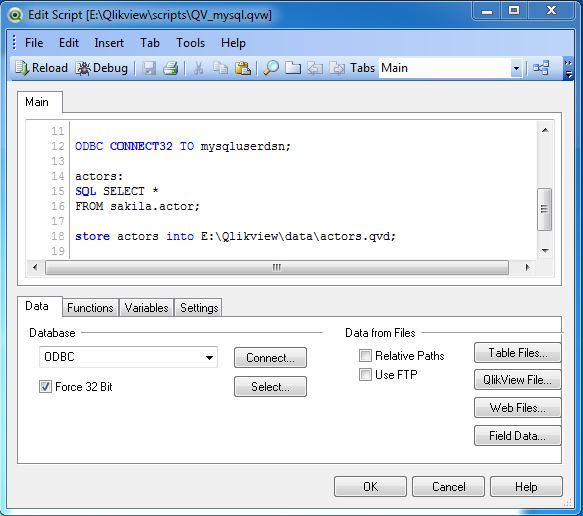 Edit Script [E:\Qlikview\scripts\QV_mysql.qvw]
File Edit Insert Tab Tools Help
Reload Debug Tabs Main
Main
11
12 ODBC CONNECT32 TO mysqluserdsn;
13
14 actors:
15 SQL SELECT *
16 FROM sakila.actor;
17
18 store actors into E:\Qlikview\data\actors.qvd;
19
Data Functions Variables Settings
Database Data from Files
ODBC Connect... Relative Paths Table Files...
Force 32 Bit Select... Use FTP QlikView File...
Web Files...
Field Data...
OK Cancel Help